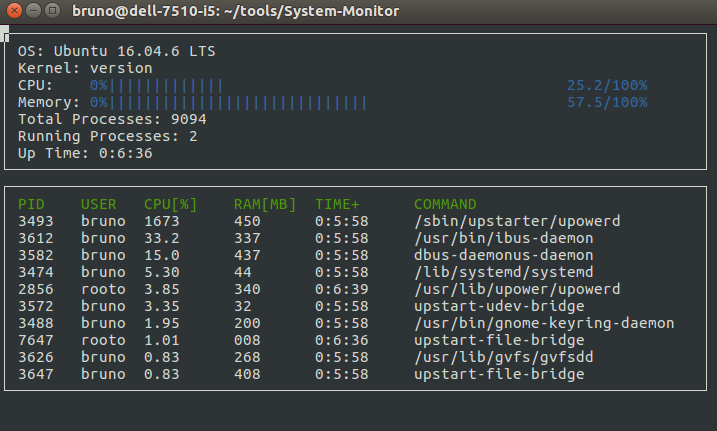 bruno@dell-7510-i5: ~/tools/System-Monitor
OS: Ubuntu 16.04.6 LTS
Kernel: version
CPU: 0%||||||||||||| 25.2/100%
Memory: 0%||||||||||||||||||||||||||||| 57.5/100%
Total Processes: 9094
Running Processes: 2
Up Time: 0:6:36
PID USER CPU[%] RAM[MB] TIME+ COMMAND
3493 bruno 1673 450 0:5:58 /sbin/upstarter/upowerd
3612 bruno 33.2 337 0:5:58 /usr/bin/ibus-daemon
3582 bruno 15.0 437 0:5:58 dbus-daemonus-daemon
3474 bruno 5.30 44 0:5:58 /lib/systemd/systemd
2856 rooto 3.85 340 0:6:39 /usr/lib/upower/upowerd
3572 bruno 3.35 32 0:5:58 upstart-udev-bridge
3488 bruno 1.95 200 0:5:58 /usr/bin/gnome-keyring-daemon
7647 rooto 1.01 008 0:6:36 upstart-file-bridge
3626 bruno 0.83 268 0:5:58 /usr/lib/gvfs/gvfsdd
3647 bruno 0.83 408 0:5:58 upstart-file-bridge